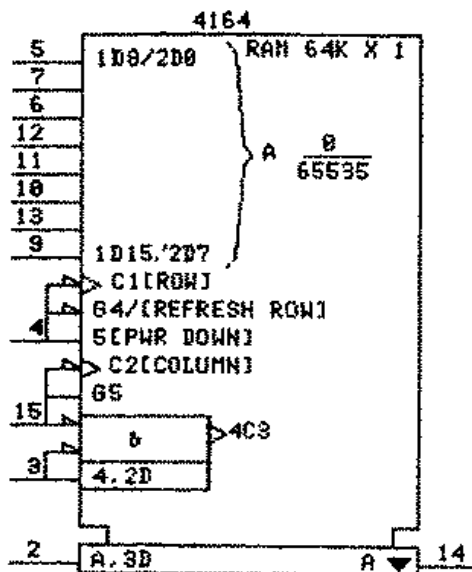 4164
RAM 64K X 1
5
1D8/2D0
7
6
12
A
0
65535
11
10
13
9
1D15/2D7
C1[ROW]
G4/[REFRESH ROW]
4
5[PWR DOWN]
C2[COLUMN]
G5
15
&
4C3
3
4,2D
2
A,3D
A
14